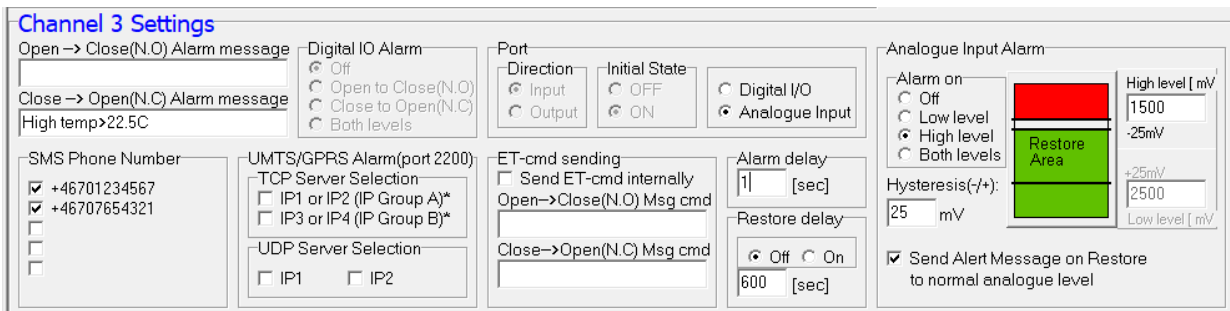 Channel 3 Settings
Open --> Close(N.O) Alarm message
Close --> Open(N.C) Alarm message
High temp>22.5C
Digital IO Alarm
Off
Open to Close(N.O)
Close to Open(N.C)
Both levels
Port
Direction
Input
Output
Initial State
OFF
ON
Digital I/O
Analogue Input
SMS Phone Number
+46701234567
+46707654321
UMTS/GPRS Alarm(port 2200)
TCP Server Selection
IP1 or IP2 (IP Group A)*
IP3 or IP4 (IP Group B)*
UDP Server Selection
IP1 IP2
ET-cmd sending
Send ET-cmd internally
Open-->Close(N.O) Msg cmd
Close-->Open(N.C) Msg cmd
Alarm delay
1 [sec]
Restore delay
Off On
600 [sec]
Analogue Input Alarm
Alarm on
Off
Low level
High level
Both levels
Hysteresis(-/+):
25 mV
Restore
Area
High level [ mV
1500
-25mV
+25mV
2500
Low level [ mV
Send Alert Message on Restore
to normal analogue level